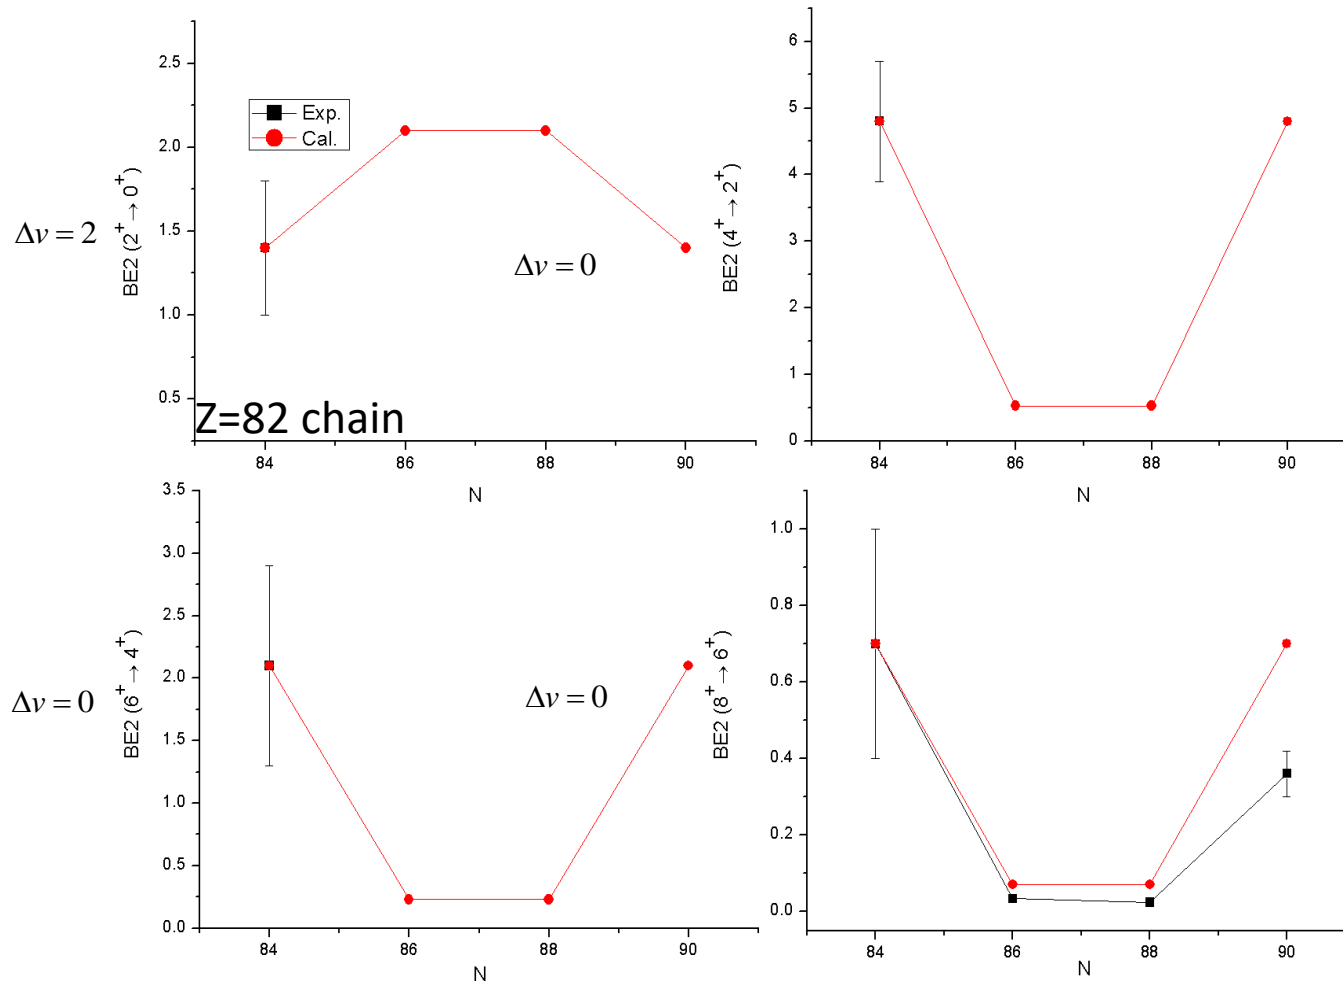 Δv = 2
BE2 (2⁺ → 0⁺)
2.5
2.0
1.5
1.0
0.5
Exp.
Cal.
Δv = 0
Z=82 chain
84
86
88
90
N
BE2 (4⁺ → 2⁺)
6
5
4
3
2
1
0
84
86
88
90
N
Δv = 0
BE2 (6⁺ → 4⁺)
3.5
3.0
2.5
2.0
1.5
1.0
0.5
0.0
Δv = 0
84
86
88
90
N
BE2 (8⁺ → 6⁺)
1.0
0.8
0.6
0.4
0.2
0.0
84
86
88
90
N